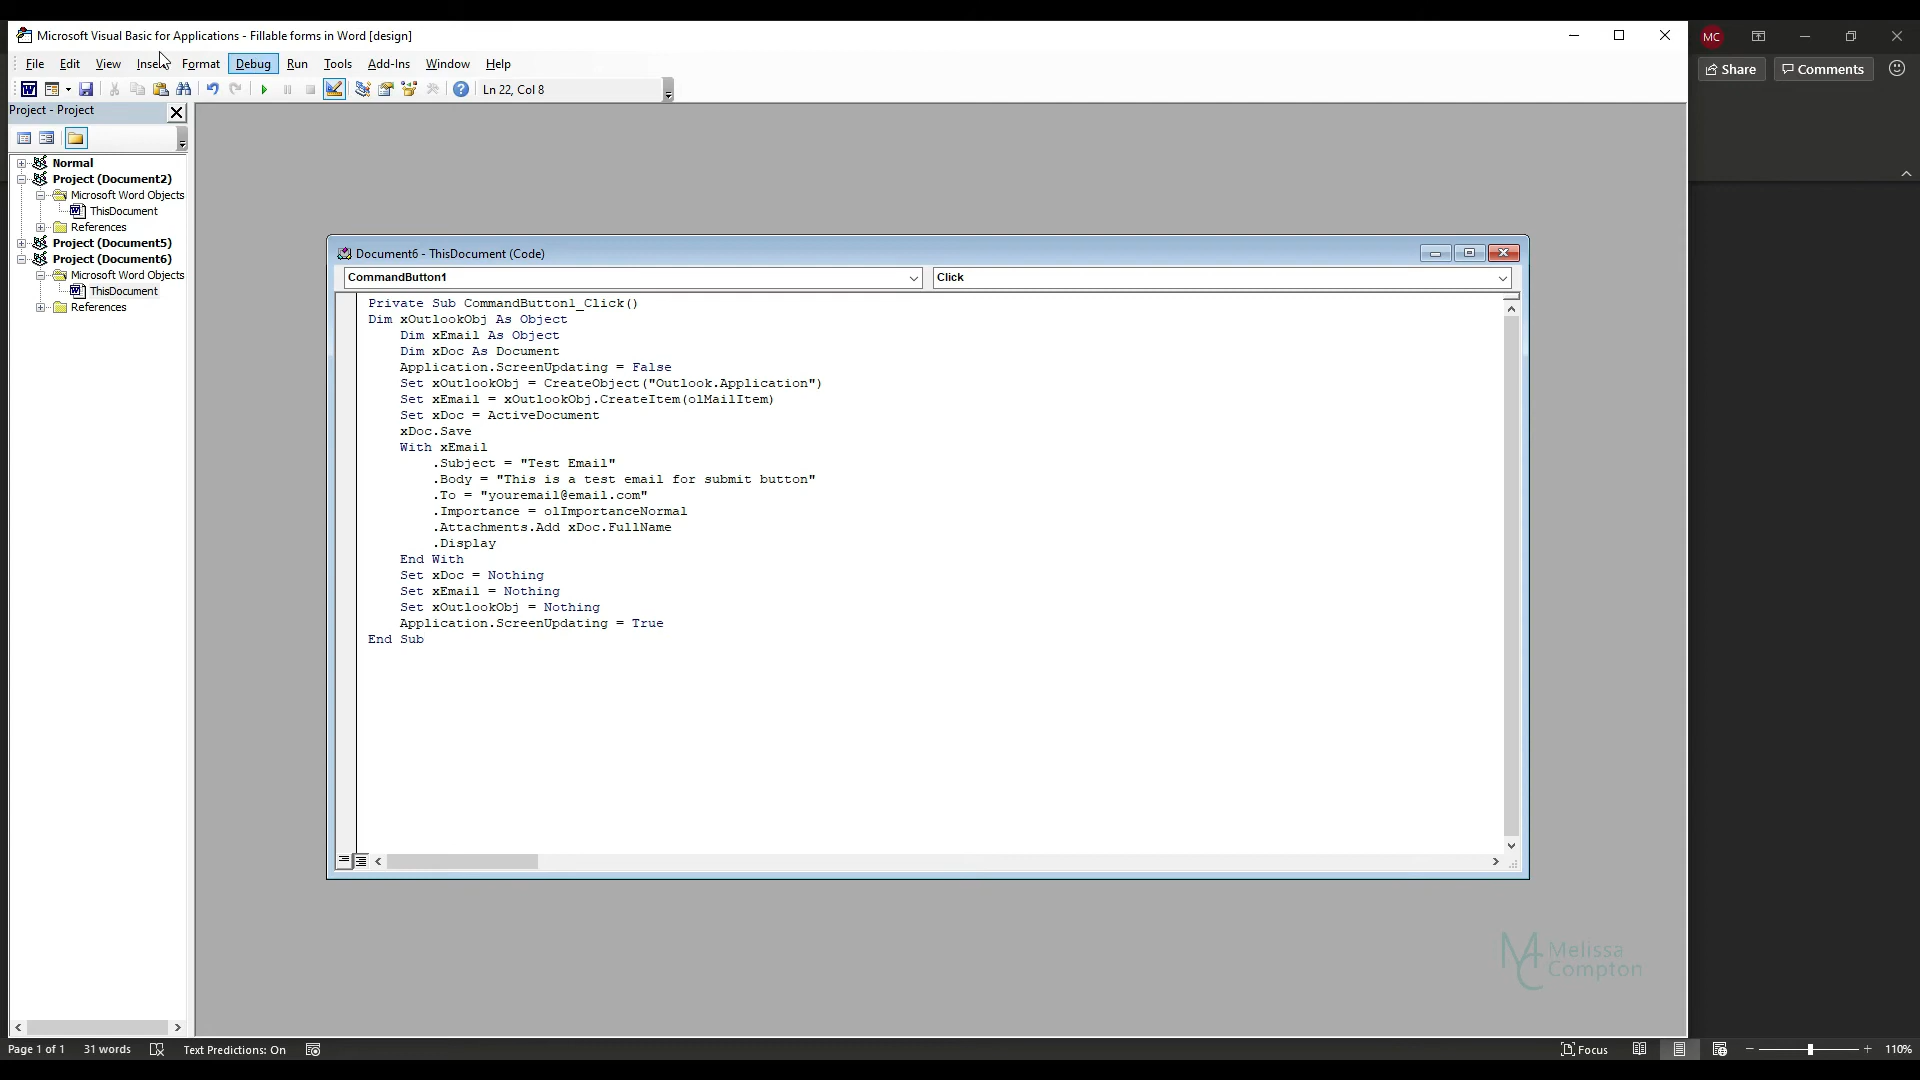 Microsoft Visual Basic for Applications - Fillable forms in Word [design]
MC
File Edit View Insert Format Debug Run Tools Add-Ins Window Help
Share Comments
Ln 22, Col 8
Project - Project
Normal
Project (Document2)
Microsoft Word Objects
ThisDocument
References
Project (Document5)
Project (Document6)
Microsoft Word Objects
ThisDocument
References
Document6 - ThisDocument (Code)
CommandButton1 Click
Private Sub CommandButton1_Click()
Dim xOutlookObj As Object
    Dim xEmail As Object
    Dim xDoc As Document
    Application.ScreenUpdating = False
    Set xOutlookObj = CreateObject("Outlook.Application")
    Set xEmail = xOutlookObj.CreateItem(olMailItem)
    Set xDoc = ActiveDocument
    xDoc.Save
    With xEmail
        .Subject = "Test Email"
        .Body = "This is a test email for submit button"
        .To = "youremail@email.com"
        .Importance = olImportanceNormal
        .Attachments.Add xDoc.FullName
        .Display
    End With
    Set xDoc = Nothing
    Set xEmail = Nothing
    Set xOutlookObj = Nothing
    Application.ScreenUpdating = True
End Sub
MC Melissa
Compton
Page 1 of 1 31 words Text Predictions: On Focus 110%